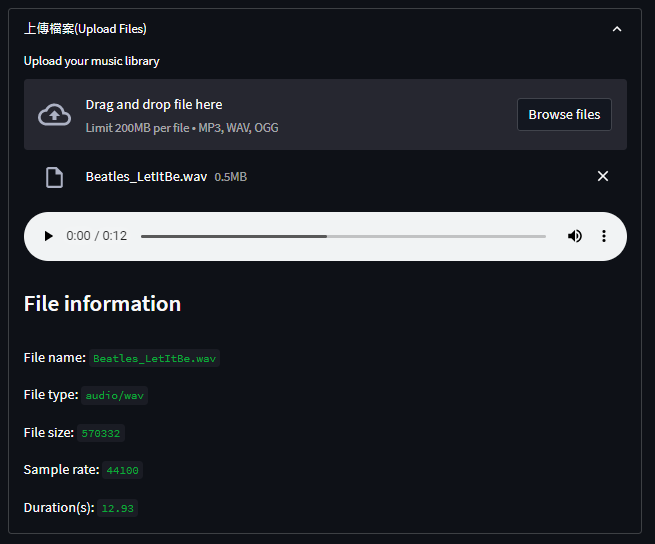 上傳檔案(Upload Files)
Upload your music library
Drag and drop file here
Limit 200MB per file • MP3, WAV, OGG
Browse files
Beatles_LetItBe.wav 0.5MB
0:00 / 0:12
File information
File name: Beatles_LetItBe.wav
File type: audio/wav
File size: 570332
Sample rate: 44100
Duration(s): 12.93